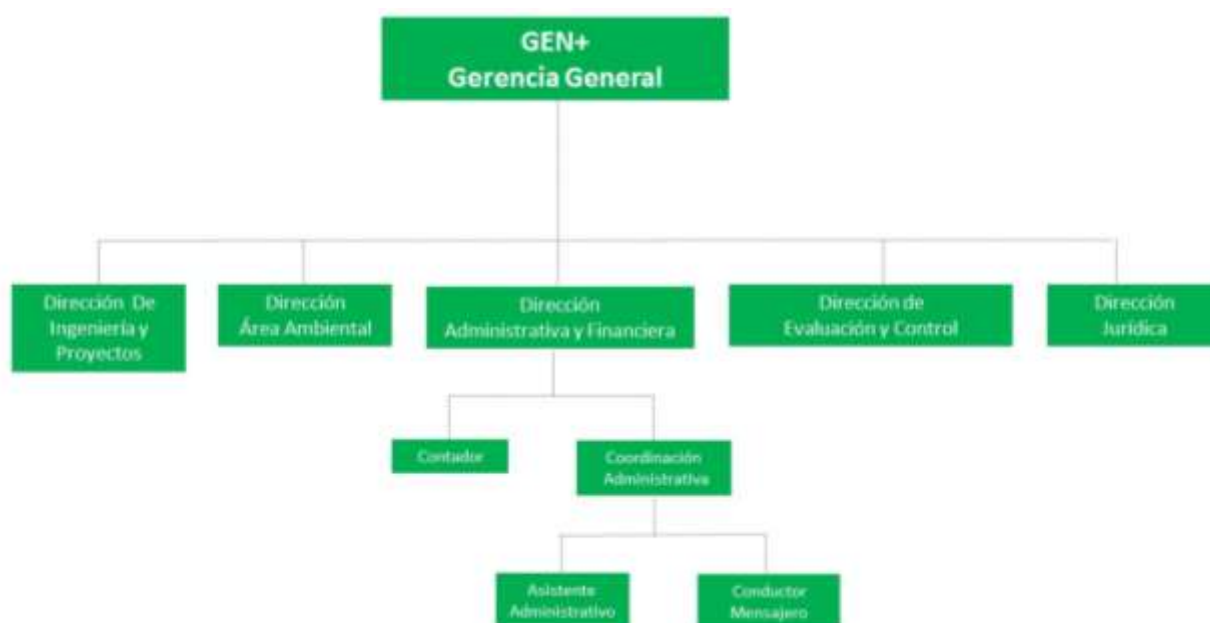 GEN+
Gerencia General
Dirección De
Ingeniería y
Proyectos
Dirección
Área Ambiental
Dirección
Administrativa y Financiera
Dirección de
Evaluación y Control
Dirección
Jurídica
Contador
Coordinación
Administrativa
Asistente
Administrativo
Conductor
Mensajero